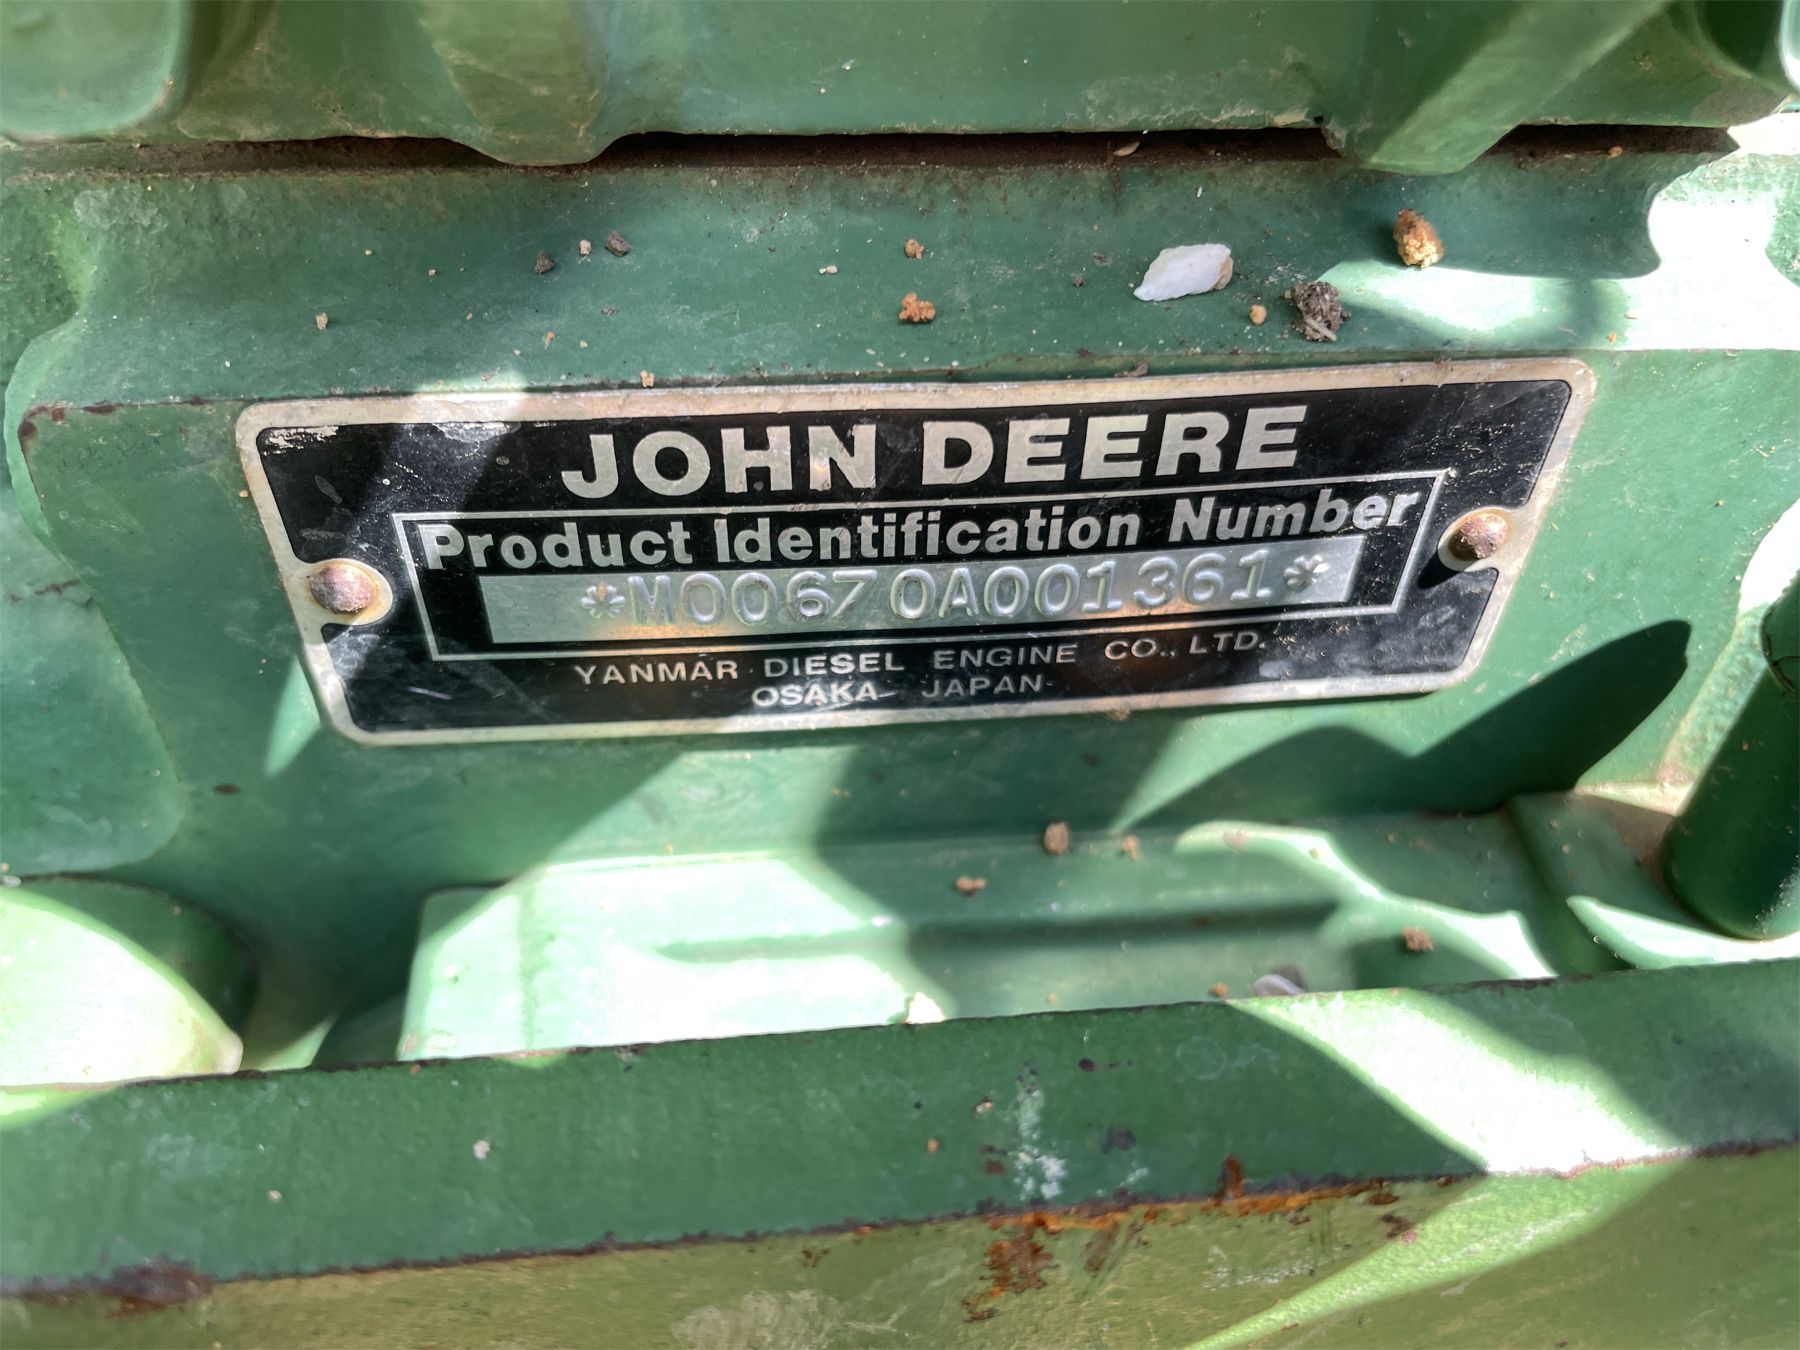 JOHN DEERE
Product Identification Number
*M00670A001361*
YANMAR DIESEL ENGINE CO., LTD.
OSAKA JAPAN